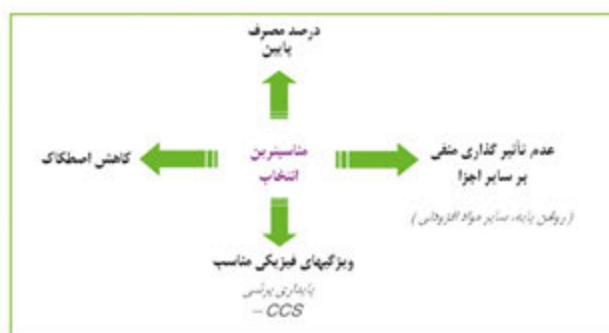 درصد مصرف
پایین
مناسبترین
انتخاب
کاهش اصطکاک
عدم تأثیر گذاری منفی
بر سایر اجزا
(روغن پایه، سایر مواد افزودنی)
ویژگیهای فیزیکی مناسب
پایداری برشی
CCS –